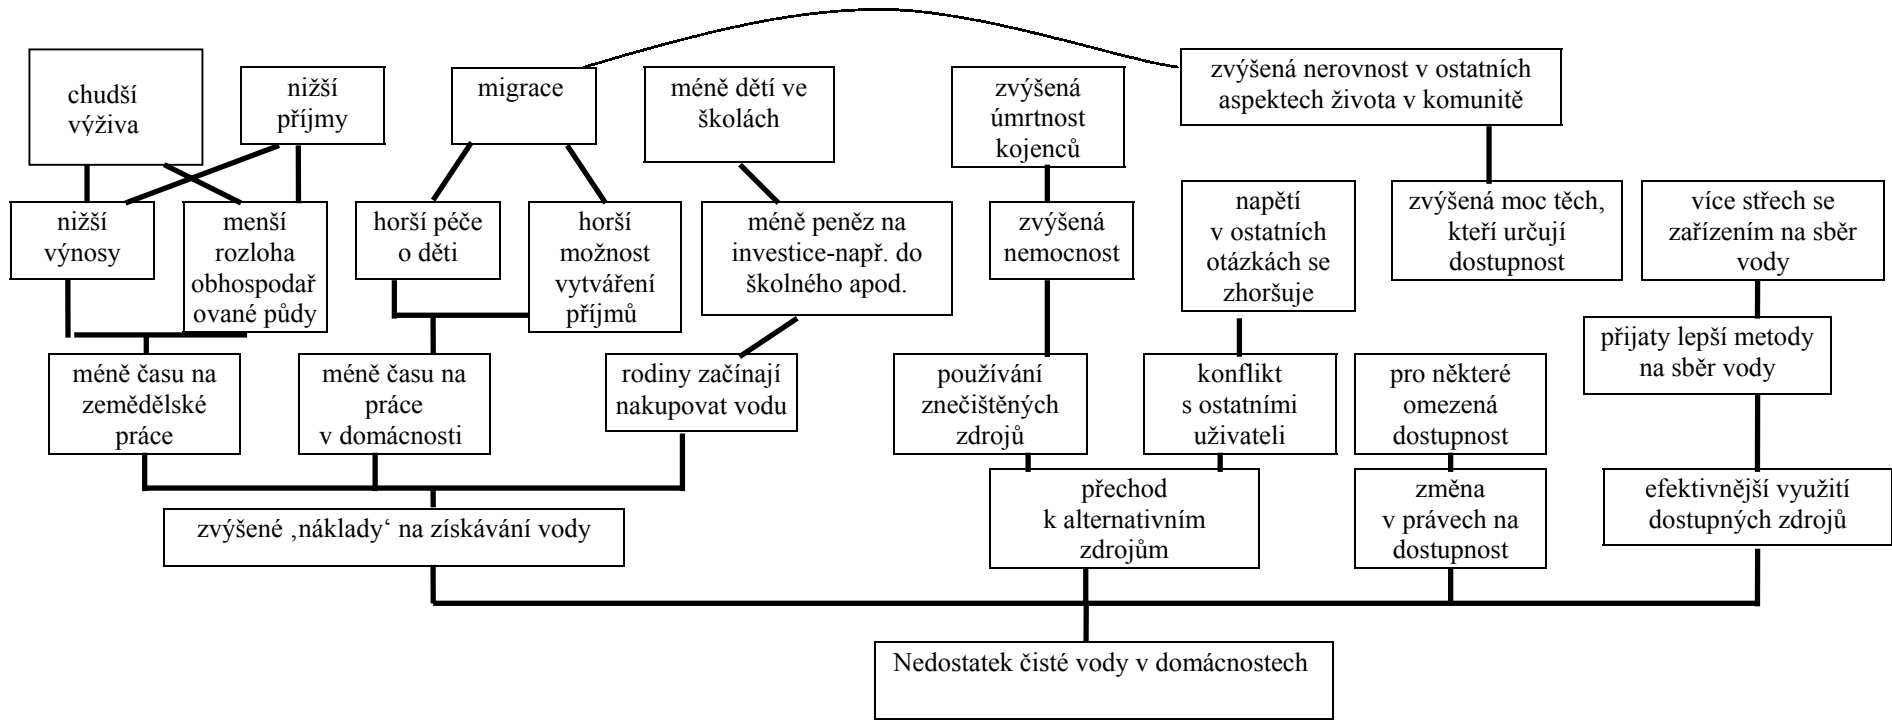 chudší
výživa
nižší
příjmy
migrace
méně dětí ve
školách
zvýšená
úmrtnost
kojenců
zvýšená nerovnost v ostatních
aspektech života v komunitě
nižší
výnosy
menší
rozloha
obhospodař
ované půdy
horší péče
o děti
horší
možnost
vytváření
příjmů
méně peněz na
investice-např. do
školného apod.
zvýšená
nemocnost
napětí
v ostatních
otázkách se
zhoršuje
zvýšená moc těch,
kteří určují
dostupnost
více střech se
zařízením na sběr
vody
přijaty lepší metody
na sběr vody
méně času na
zemědělské
práce
méně času na
práce
v domácnosti
rodiny začínají
nakupovat vodu
používání
znečištěných
zdrojů
konflikt
s ostatními
uživateli
pro některé
omezená
dostupnost
zvýšené ‚náklady‘ na získávání vody
přechod
k alternativním
zdrojům
změna
v právech na
dostupnost
efektivnější využití
dostupných zdrojů
Nedostatek čisté vody v domácnostech